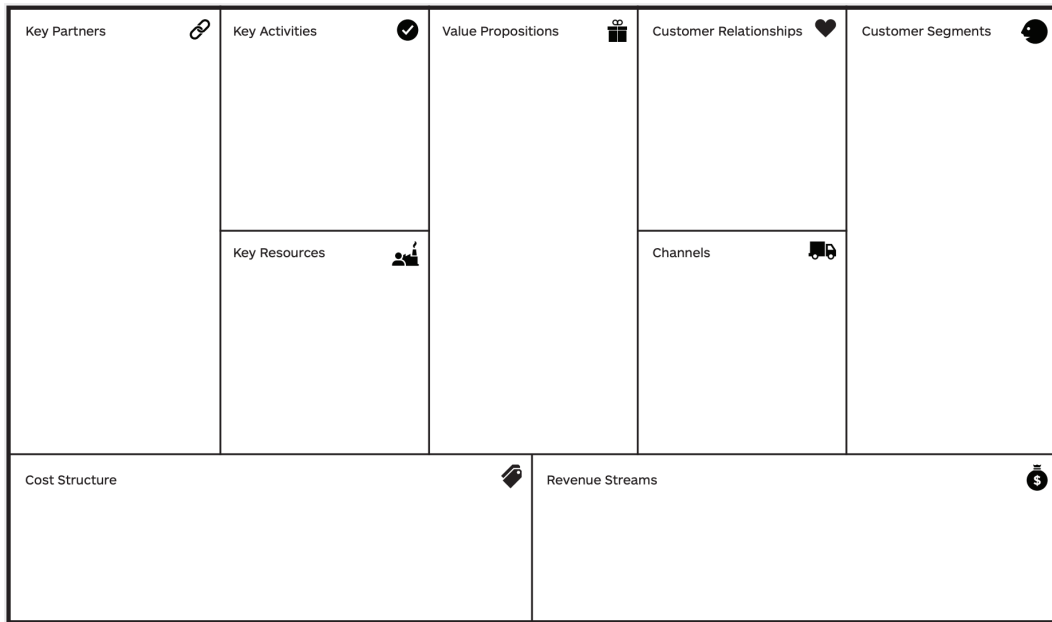 Key Partners
Key Activities
Value Propositions
Customer Relationships
Customer Segments
Key Resources
Channels
Cost Structure
Revenue Streams
$